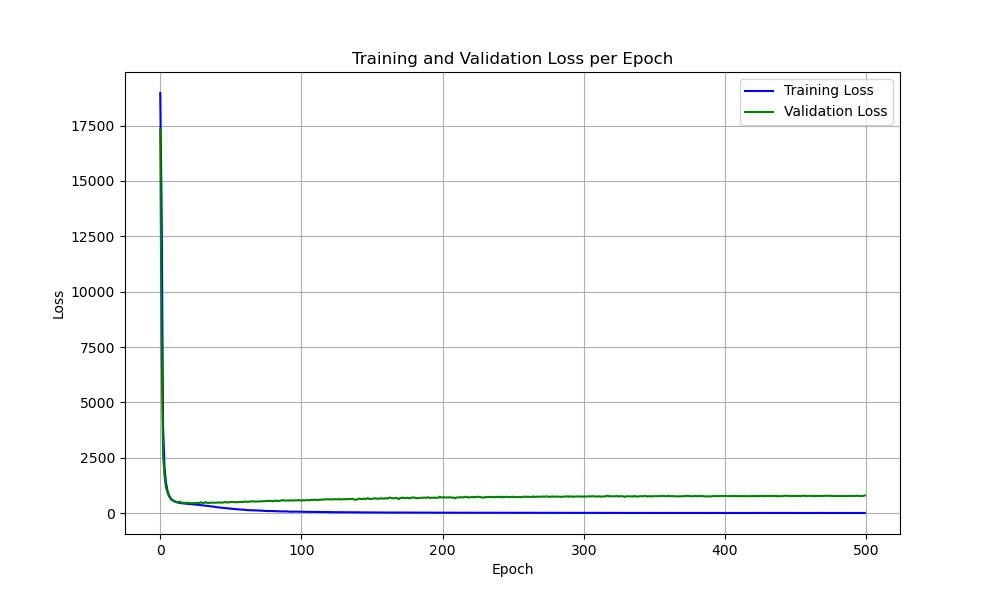 Training and Validation Loss per Epoch
Training Loss
Validation Loss
Loss
17500
15000
12500
10000
7500
5000
2500
0
0
100
200
300
400
500
Epoch